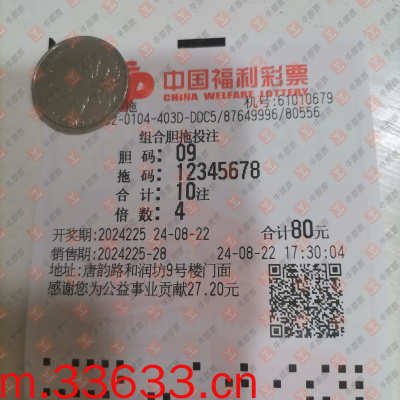 中国福利彩票
CHINA WELFARE LOTTERY
拖 机号:61010679
2-0104-403D-DDC5/87649996/80556
组合胆拖投注
胆 码: 09
拖 码: 12345678
合 计: 10注
倍 数: 4
开奖期:2024225 24-08-22 合计80元
销售期:2024225-28 24-08-22 17:30:04
地址:唐韵路和润坊9号楼门面
感谢您为公益事业贡献27.20元
m.33633.cn